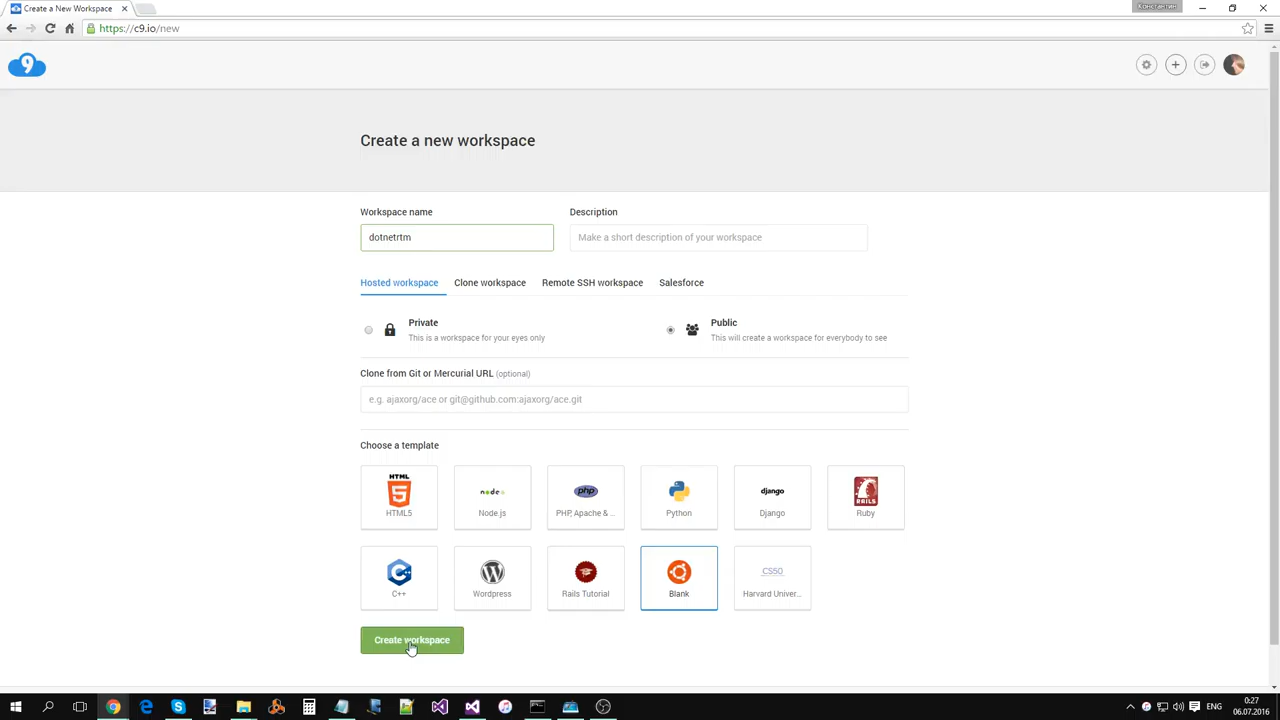 Create a New Workspace
Константин
https://c9.io/new
9
Create a new workspace
Workspace name
Description
dotnetrtm
Make a short description of your workspace
Hosted workspace
Clone workspace
Remote SSH workspace
Salesforce
Private
This is a workspace for your eyes only
Public
This will create a workspace for everybody to see
Clone from Git or Mercurial URL (optional)
e.g. ajaxorg/ace or git@github.com:ajaxorg/ace.git
Choose a template
HTML
5
HTML5
node
Node.js
php
PHP, Apache & ..
Python
django
Django
RAILS
Ruby
C++
Wordpress
Rails Tutorial
Blank
CS50
Harvard Univer...
Create workspace
ENG
0:27
06.07.2016